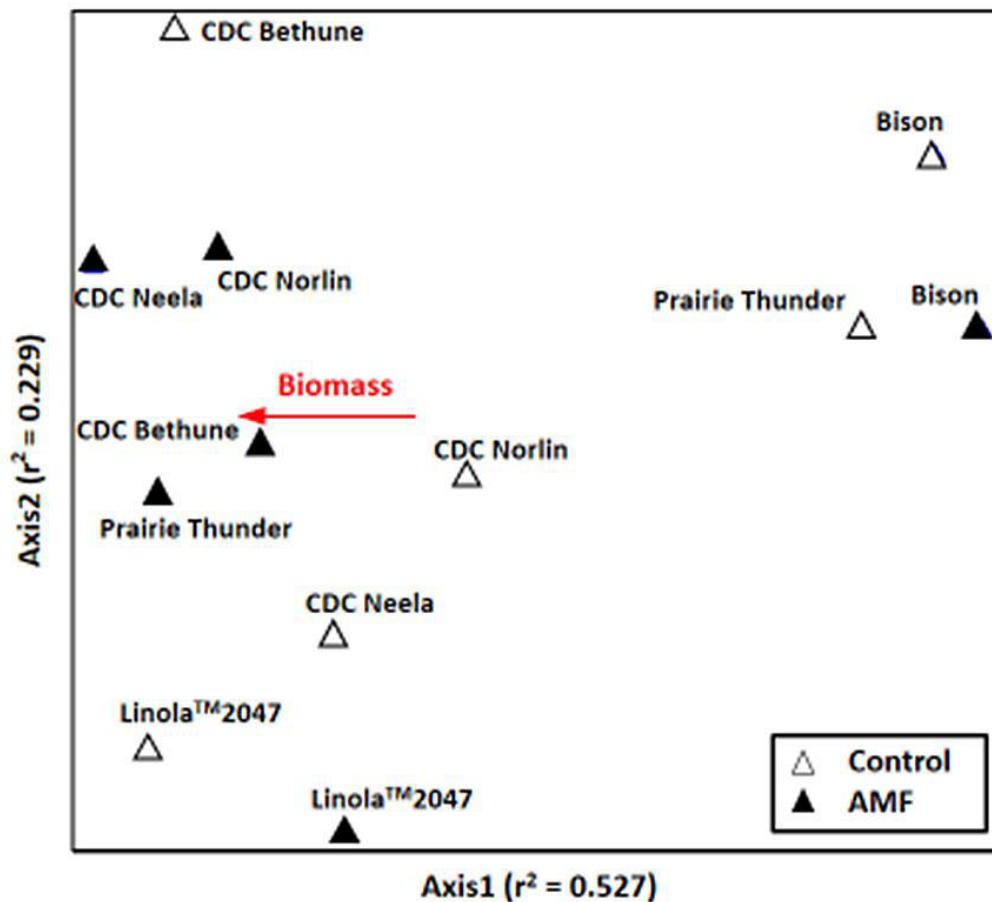 CDC Bethune
Bison
CDC Norlin
CDC Neela
Prairie Thunder
Bison
Biomass
CDC Bethune
CDC Norlin
Prairie Thunder
CDC Neela
Linola™2047
Linola™2047
Control
AMF
Axis2 (r² = 0.229)
Axis1 (r² = 0.527)